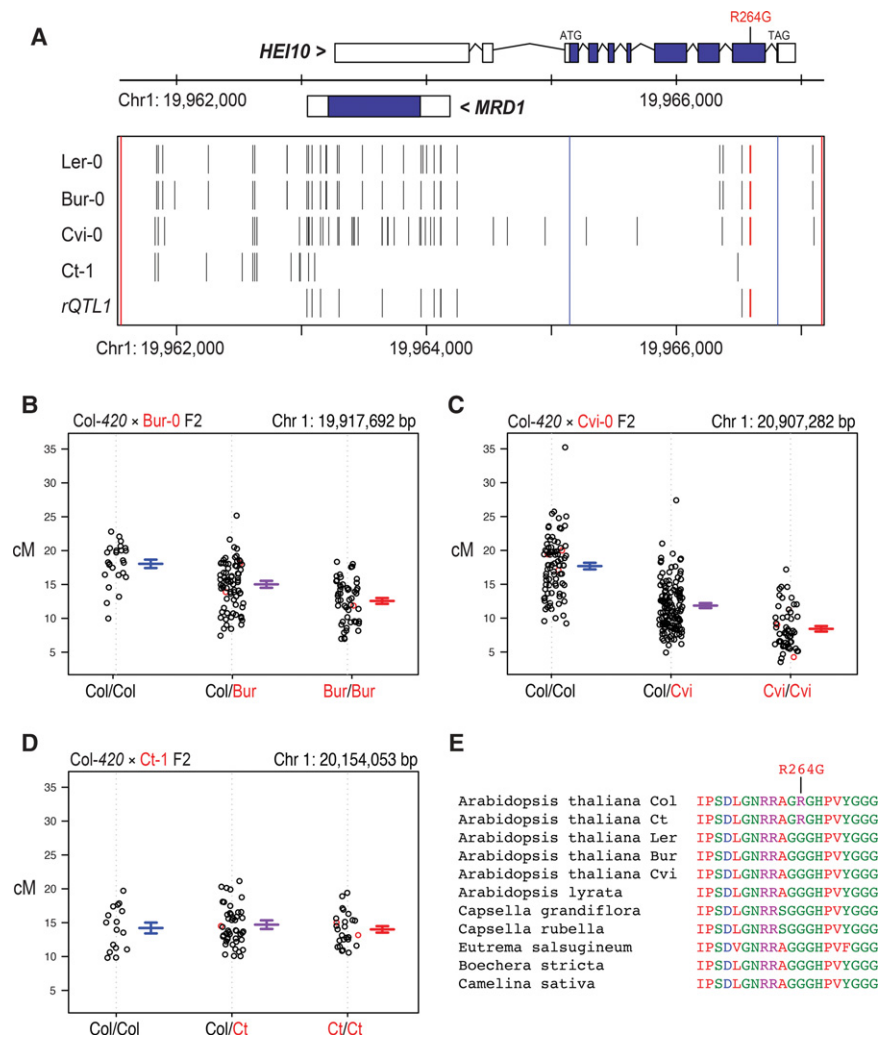 A
R264G
HEI10 >
ATG
TAG
Chr1: 19,962,000
19,966,000
< MRD1
Ler-0
Bur-0
Cvi-0
Ct-1
rQTL1
Chr1: 19,962,000
19,964,000
19,966,000
B
Col-420 × Bur-0 F2
Chr 1: 19,917,692 bp
35
30
25
20
15
10
5
cM
Col/Col
Col/Bur
Bur/Bur
C
Col-420 × Cvi-0 F2
Chr 1: 20,907,282 bp
35
30
25
20
15
10
5
cM
Col/Col
Col/Cvi
Cvi/Cvi
D
Col-420 × Ct-1 F2
Chr 1: 20,154,053 bp
35
30
25
20
15
10
5
cM
Col/Col
Col/Ct
Ct/Ct
E
R264G
Arabidopsis thaliana Col IPSDLGNRRAGRGHPVYGGG
Arabidopsis thaliana Ct IPSDLGNRRAGRGHPVYGGG
Arabidopsis thaliana Ler IPSDLGNRRAGGGHPVYGGG
Arabidopsis thaliana Bur IPSDLGNRRAGGGHPVYGGG
Arabidopsis thaliana Cvi IPSDLGNRRAGGGHPVYGGG
Arabidopsis lyrata IPSDLGNRRAGGGHPVYGGG
Capsella grandiflora IPSDLGNRRSGGGHPVYGGG
Capsella rubella IPSDLGNRRSGGGHPVYGGG
Eutrema salsugineum IPSDVGNRRAGGGHPVFGGG
Boechera stricta IPSDLGNRRAGGGHPVYGGG
Camelina sativa IPSDLGNRRAGGGHPVYGGG